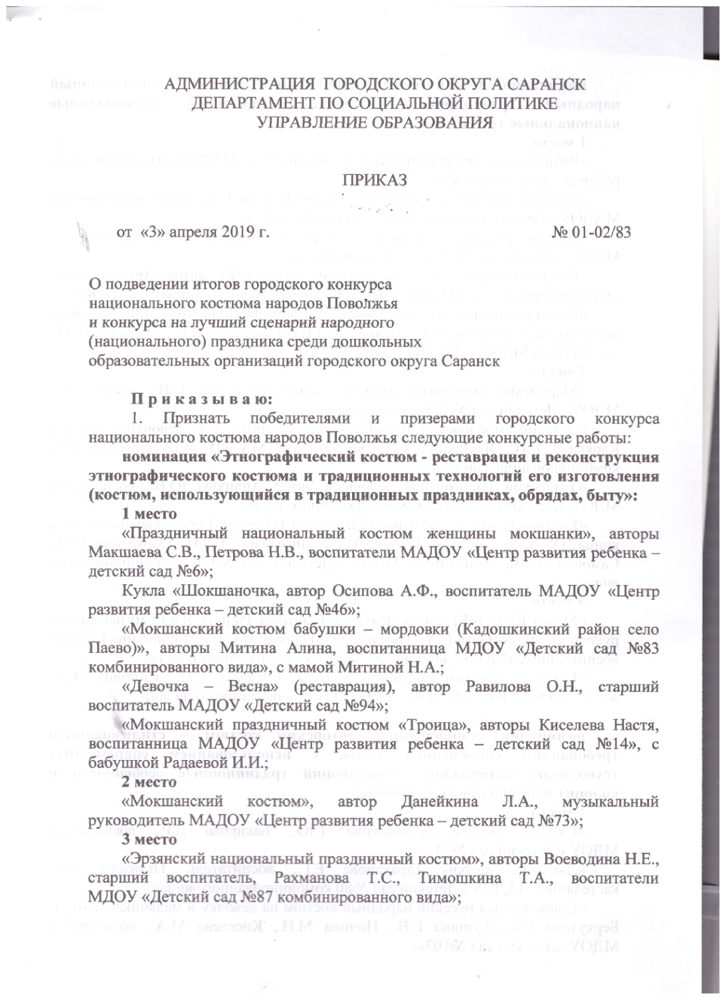 АДМИНИСТРАЦИЯ ГОРОДСКОГО ОКРУГА САРАНСК
ДЕПАРТАМЕНТ ПО СОЦИАЛЬНОЙ ПОЛИТИКЕ
УПРАВЛЕНИЕ ОБРАЗОВАНИЯ
ПРИКАЗ
от «3» апреля 2019 г. № 01-02/83
О подведении итогов городского конкурса
национального костюма народов Поволжья
и конкурса на лучший сценарий народного
(национального) праздника среди дошкольных
образовательных организаций городского округа Саранск
П р и к а з ы в а ю:
1. Признать победителями и призерами городского конкурса
национального костюма народов Поволжья следующие конкурсные работы:
номинация «Этнографический костюм - реставрация и реконструкция
этнографического костюма и традиционных технологий его изготовления
(костюм, использующийся в традиционных праздниках, обрядах, быту»:
1 место
«Праздничный национальный костюм женщины мокшанки», авторы
Макшаева С.В., Петрова Н.В., воспитатели МАДОУ «Центр развития ребенка –
детский сад №6»;
Кукла «Шокшаночка, автор Осипова А.Ф., воспитатель МАДОУ «Центр
развития ребенка – детский сад №46»;
«Мокшанский костюм бабушки – мордовки (Кадошкинский район село
Паево)», авторы Митина Алина, воспитанница МДОУ «Детский сад №83
комбинированного вида», с мамой Митиной Н.А.;
«Девочка – Весна» (реставрация), автор Равилова О.Н., старший
воспитатель МАДОУ «Детский сад №94»;
«Мокшанский праздничный костюм «Троица», авторы Киселева Настя,
воспитанница МАДОУ «Центр развития ребенка – детский сад №14», с
бабушкой Радаевой И.И.;
2 место
«Мокшанский костюм», автор Данейкина Л.А., музыкальный
руководитель МАДОУ «Центр развития ребенка – детский сад №73»;
3 место
«Эрзянский национальный праздничный костюм», авторы Воеводина Н.Е.,
старший воспитатель, Рахманова Т.С., Тимошкина Т.А., воспитатели
МДОУ «Детский сад №87 комбинированного вида»;